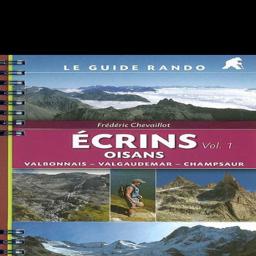 LE GUIDE RANDO
Frédéric Chevaillot
ÉCRINS Vol. 1
OISANS
VALBONNAIS – VALGAUDEMAR – CHAMPSAUR